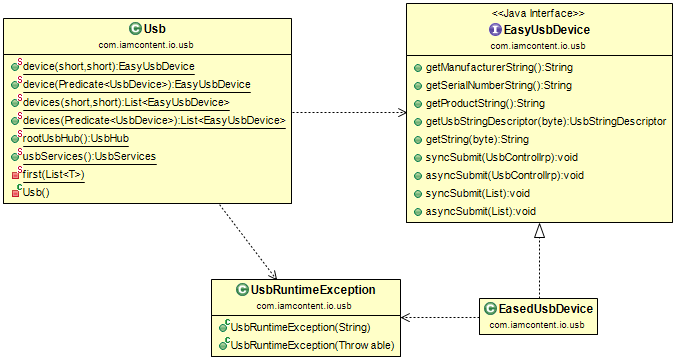 Usb
com.iamcontent.io.usb
device(short,short):EasyUsbDevice
device(Predicate<UsbDevice>):EasyUsbDevice
devices(short,short):List<EasyUsbDevice>
devices(Predicate<UsbDevice>):List<EasyUsbDevice>
rootUsbHub():UsbHub
usbServices():UsbServices
first(List<T>)
Usb()
<<Java Interface>>
EasyUsbDevice
com.iamcontent.io.usb
getManufacturerString():String
getSerialNumberString():String
getProductString():String
getUsbStringDescriptor(byte):UsbStringDescriptor
getString(byte):String
syncSubmit(UsbControlIrp):void
asyncSubmit(UsbControlIrp):void
syncSubmit(List):void
asyncSubmit(List):void
UsbRuntimeException
com.iamcontent.io.usb
UsbRuntimeException(String)
UsbRuntimeException(Throwable)
EasedUsbDevice
com.iamcontent.io.usb